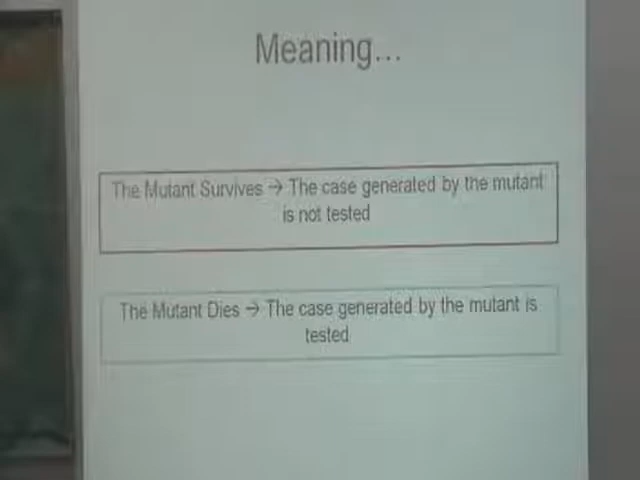 Meaning...
The Mutant Survives → The case generated by the mutant
is not tested
The Mutant Dies → The case generated by the mutant is
tested